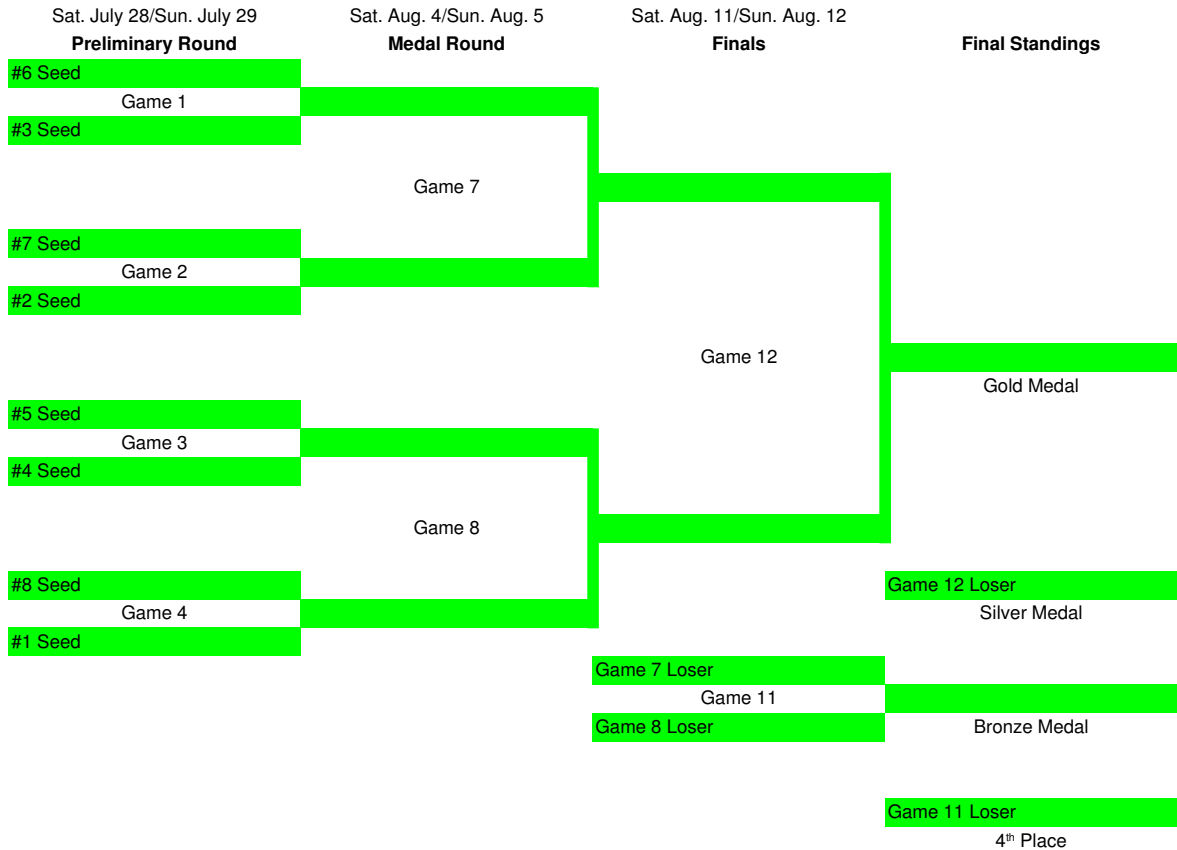 Sat. July 28/Sun. July 29 Sat. Aug. 4/Sun. Aug. 5 Sat. Aug. 11/Sun. Aug. 12
Preliminary Round Medal Round Finals Final Standings
#6 Seed
Game 1
#3 Seed
Game 7
#7 Seed
Game 2
#2 Seed
Game 12
Gold Medal
#5 Seed
Game 3
#4 Seed
Game 8
#8 Seed Game 12 Loser
Game 4 Silver Medal
#1 Seed
Game 7 Loser
Game 11
Game 8 Loser Bronze Medal
Game 11 Loser
4th Place